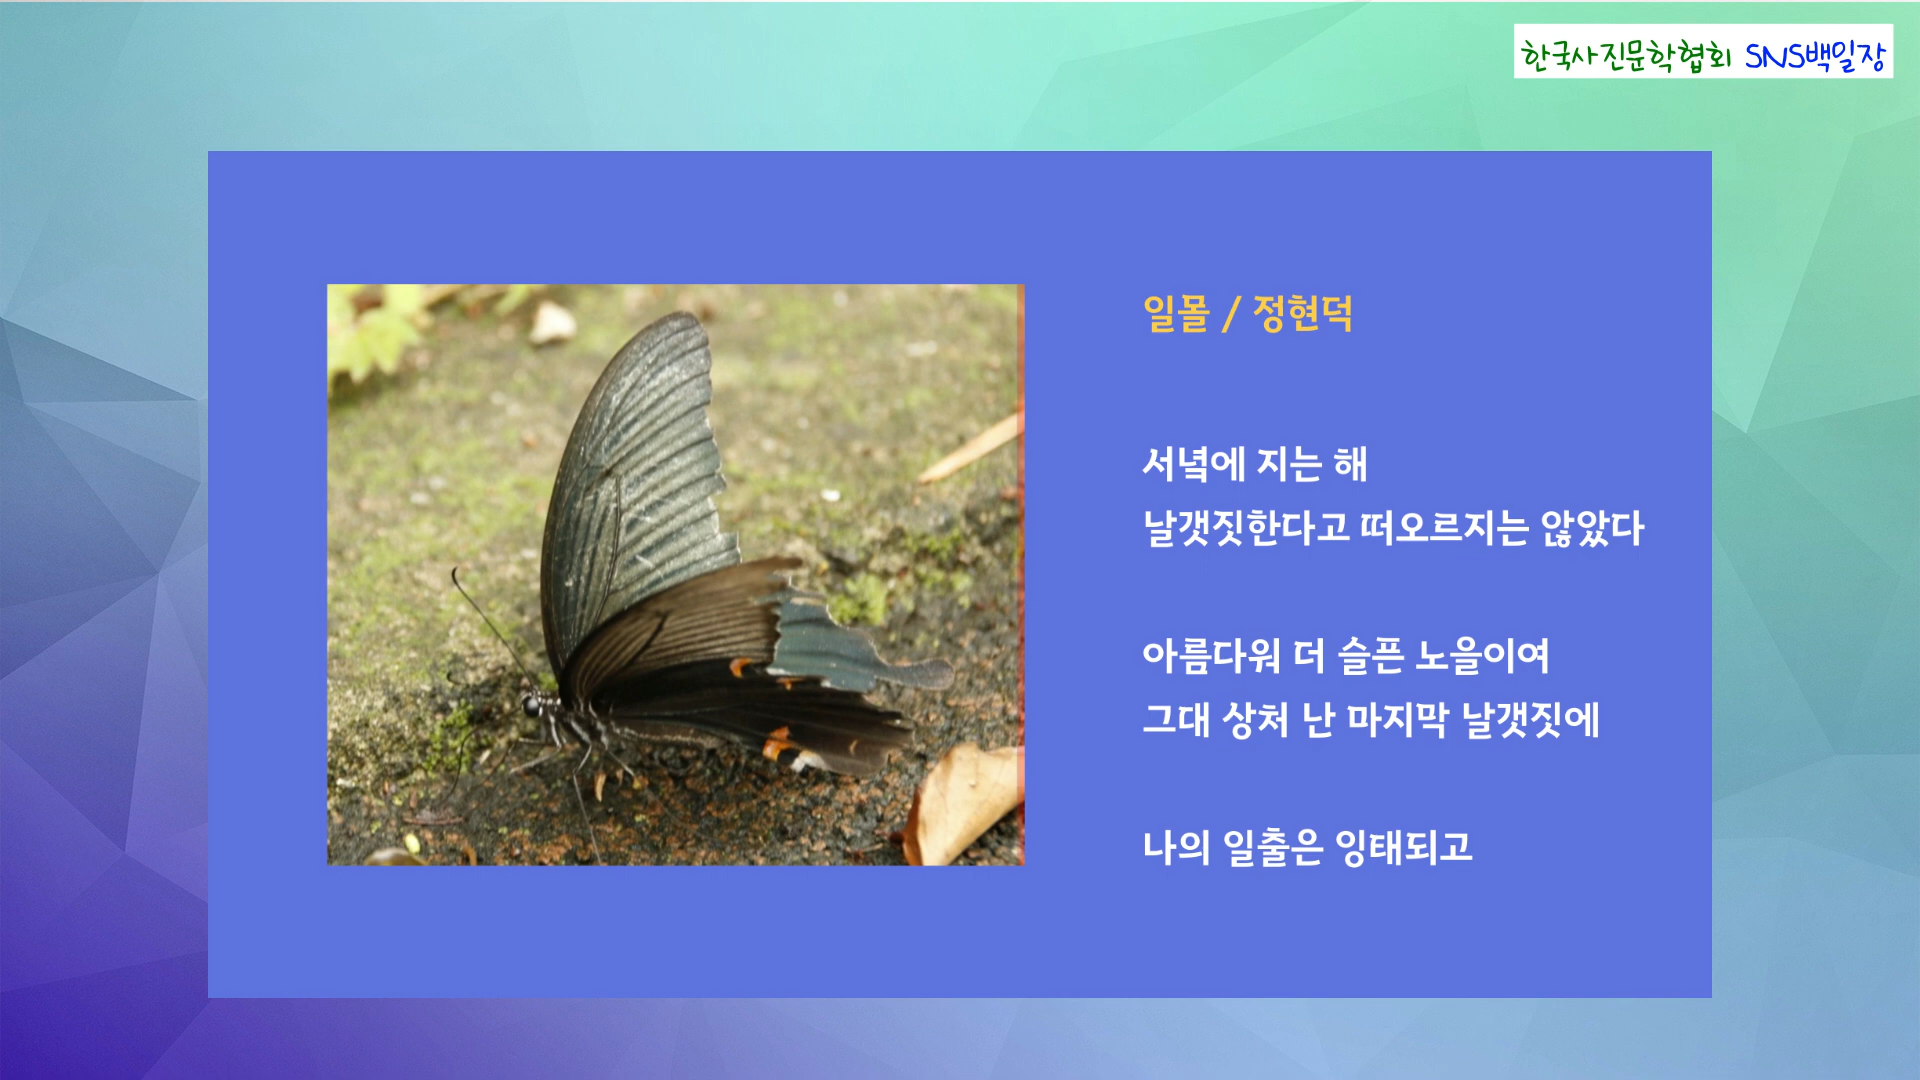 한국사진문학협회 SNS백일장
일몰 / 정현덕
서녘에 지는 해
날갯짓한다고 떠오르지는 않았다
아름다워 더 슬픈 노을이여
그대 상처 난 마지막 날갯짓에
나의 일출은 잉태되고